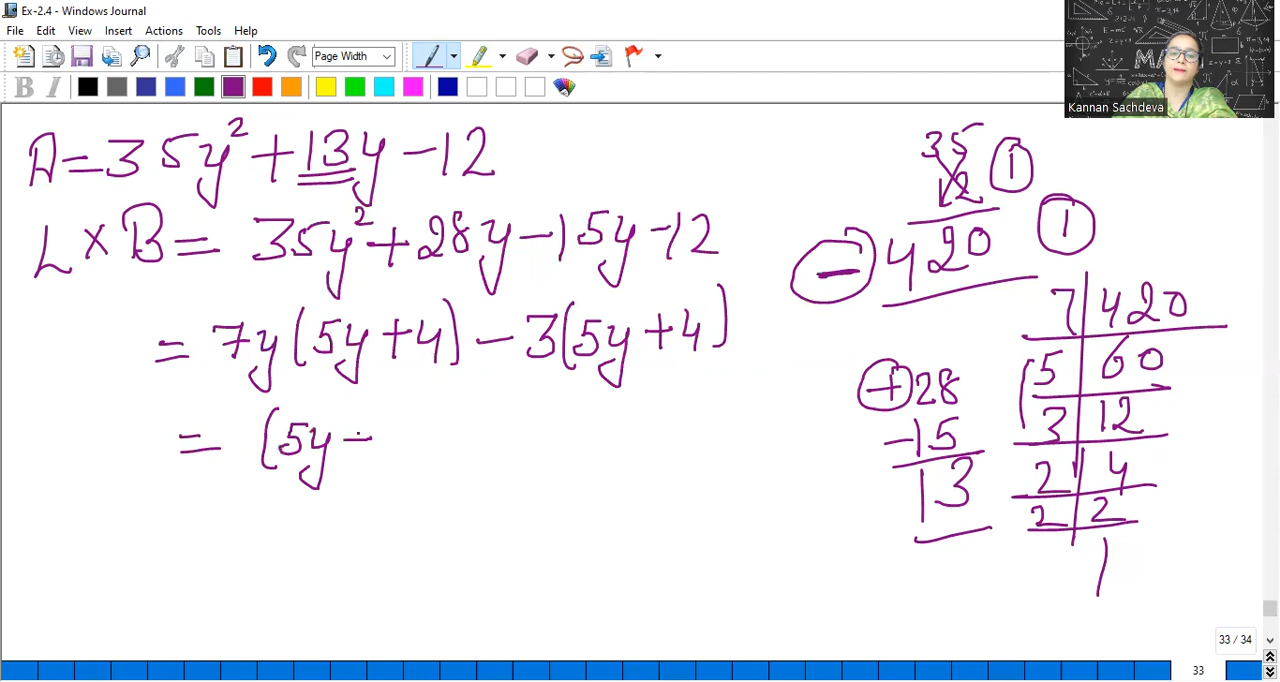 Ex-2.4 - Windows Journal
File Edit View Insert Actions Tools Help
Page Width
B I
Kannan Sachdeva
A = 35y² + 13y - 12
L × B = 35y² + 28y - 15y - 12
= 7y(5y + 4) - 3(5y + 4)
= (5y -
35 1
12
- 420 1
7 | 420
5 | 60
3 | 12
2 | 4
2 | 2
1
+ 28
- 15
13
33 / 34
33